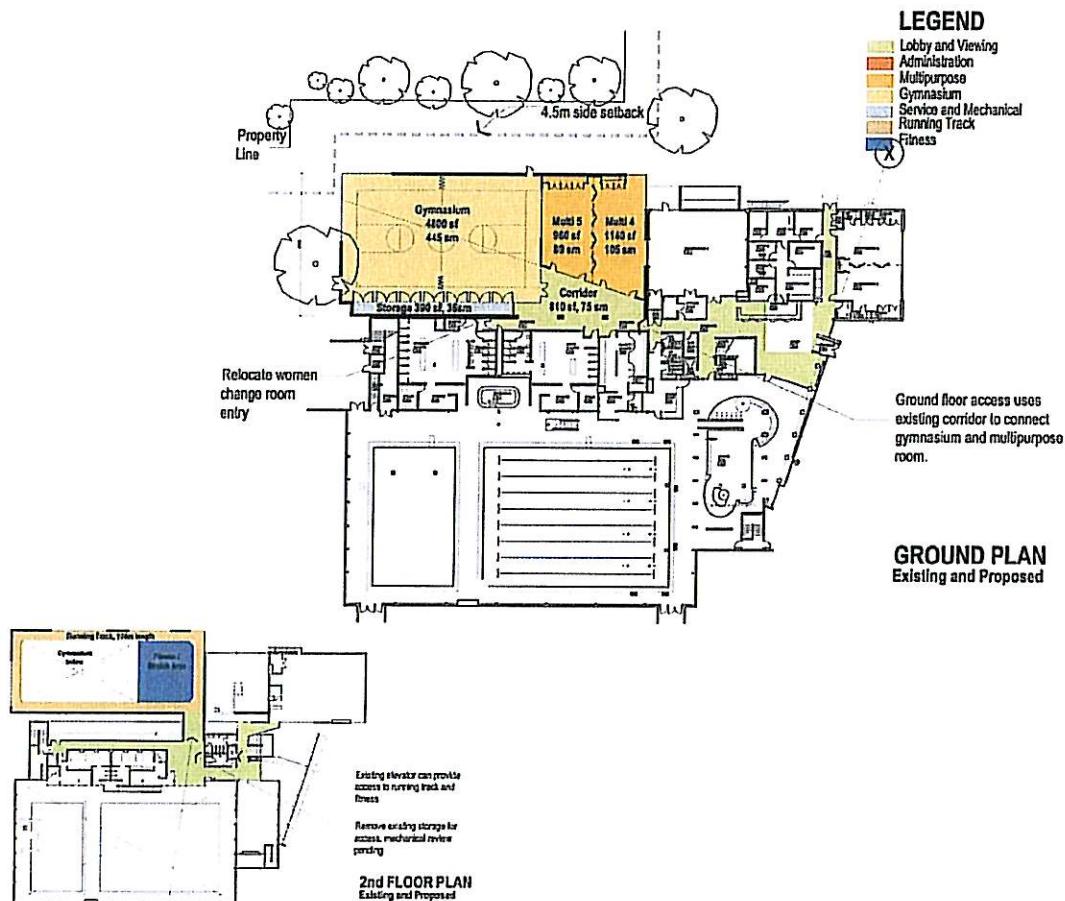 LEGEND
Lobby and Viewing
Administration
Multipurpose
Gymnasium
Service and Mechanical
Running Track
Fitness
X
4.5m side setback
Property
Line
Gymnasium
4800 sf
445 sm
Multi 5
960 sf
89 sm
Multi 4
1140 sf
105 sm
Corridor
810 sf, 75 sm
Storage 390 sf, 36sm
Relocate women
change room
entry
Ground floor access uses
existing corridor to connect
gymnasium and multipurpose
room.
GROUND PLAN
Existing and Proposed
Running Track, length
Gymnasium
below
Fitness /
Existing elevator can provide
access to running track and
fitness
Remove existing storage for
access, mechanical review
pending
2nd FLOOR PLAN
Existing and Proposed